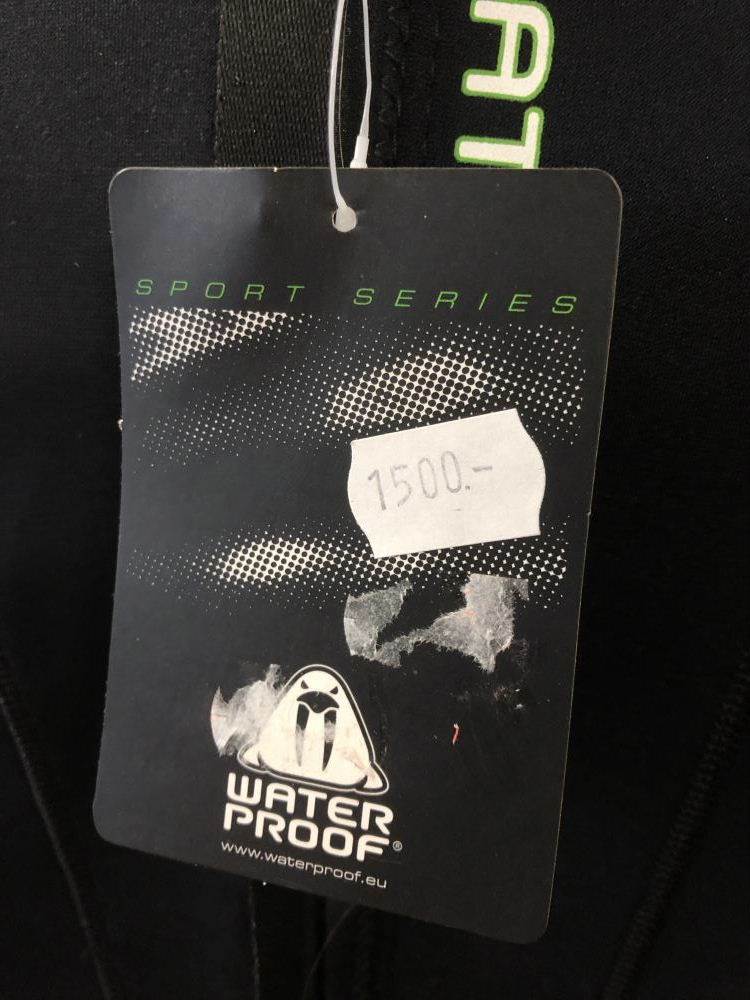 AT
SPORT SERIES
1500.-
WATER
PROOF®
www.waterproof.eu